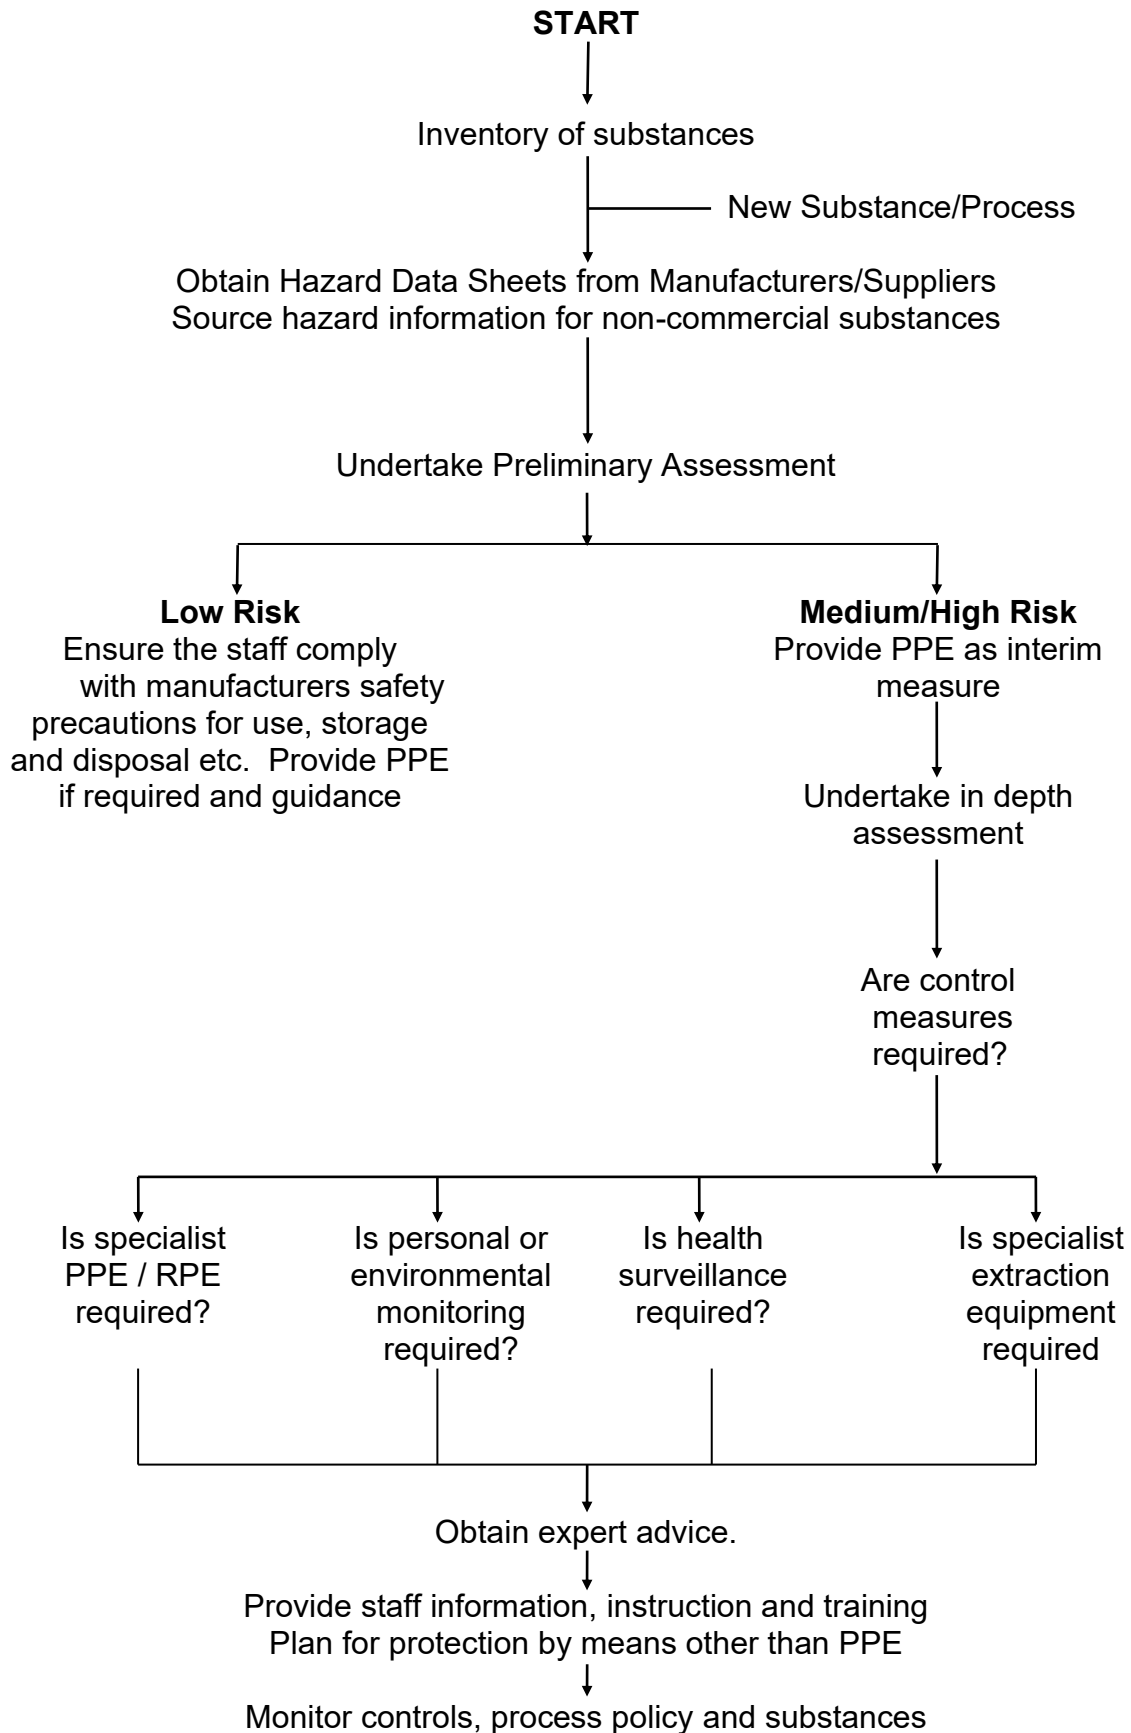 START
Inventory of substances
New Substance/Process
Obtain Hazard Data Sheets from Manufacturers/Suppliers
Source hazard information for non-commercial substances
Undertake Preliminary Assessment
Low Risk
Ensure the staff comply
with manufacturers safety
precautions for use, storage
and disposal etc.  Provide PPE
if required and guidance
Medium/High Risk
Provide PPE as interim
measure
Undertake in depth
assessment
Are control
measures
required?
Is specialist
PPE / RPE
required?
Is personal or
environmental
monitoring
required?
Is health
surveillance
required?
Is specialist
extraction
equipment
required
Obtain expert advice.
Provide staff information, instruction and training
Plan for protection by means other than PPE
Monitor controls, process policy and substances